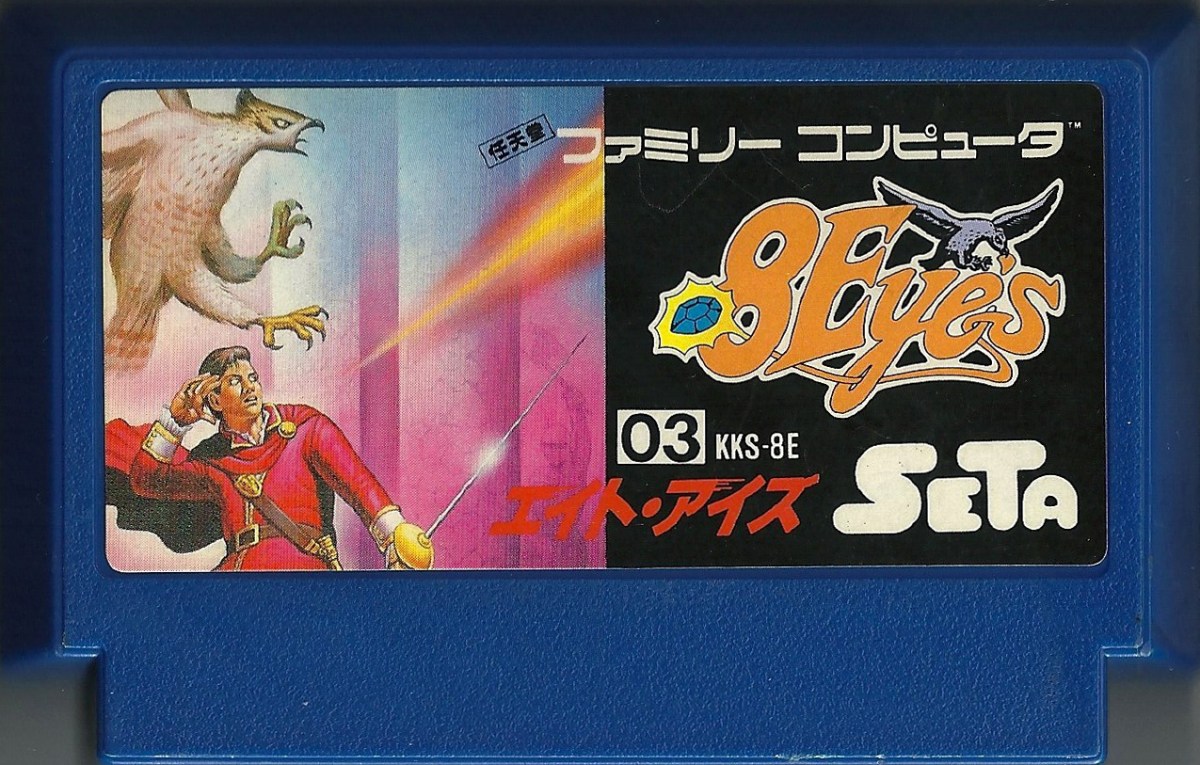 任天堂 ファミリー コンピュータ™
8Eye's
03 KKS-8E
エイト・アイズ
SETA